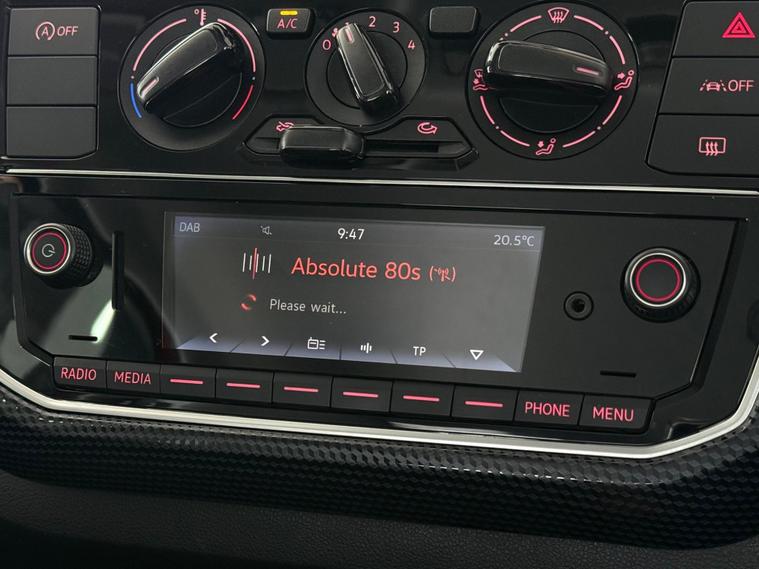 A OFF
A/C
0 1 2 3 4
OFF
DAB
9:47
20.5°C
Absolute 80s
Please wait...
< > TP
RADIO MEDIA PHONE MENU